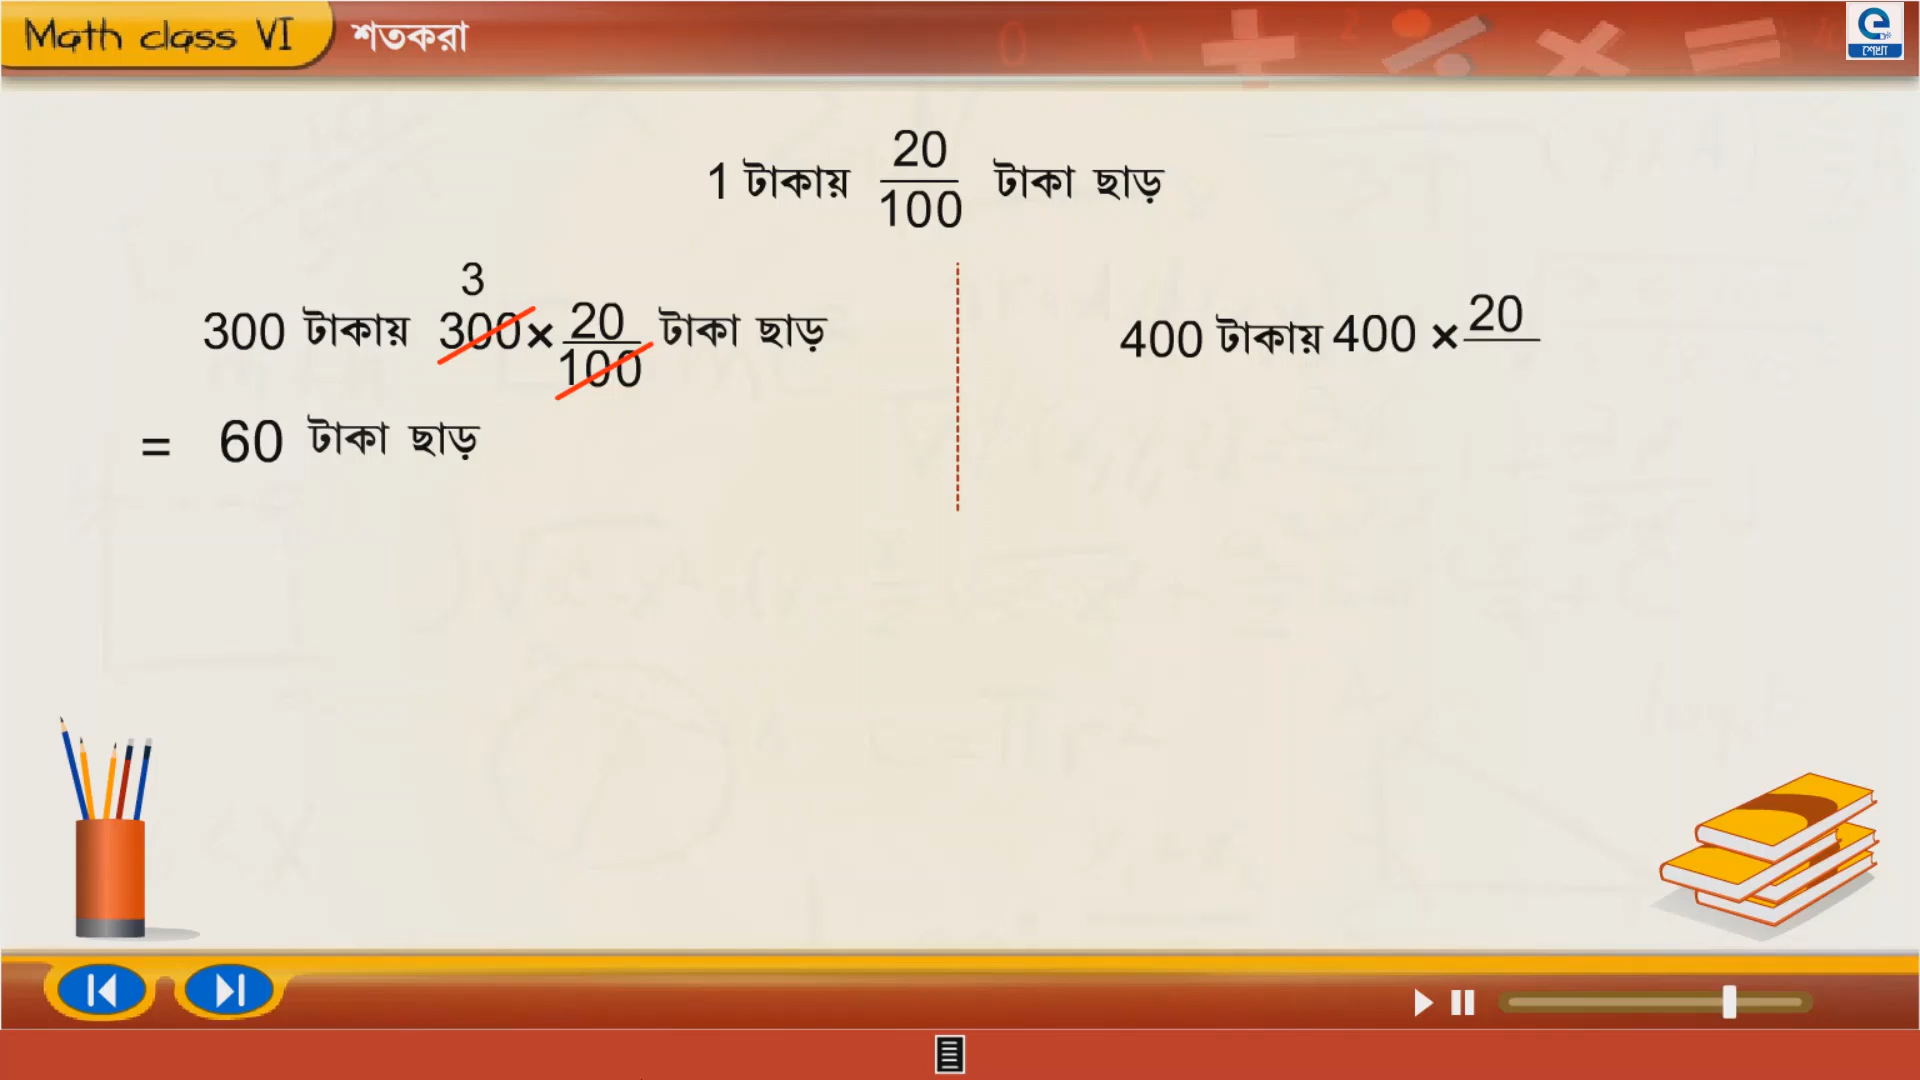 Math class VI শতকরা
শেখা
1 টাকায় 20/100 টাকা ছাড়
3
300 টাকায় 300 × 20/100 টাকা ছাড়
= 60 টাকা ছাড়
400 টাকায় 400 × 20